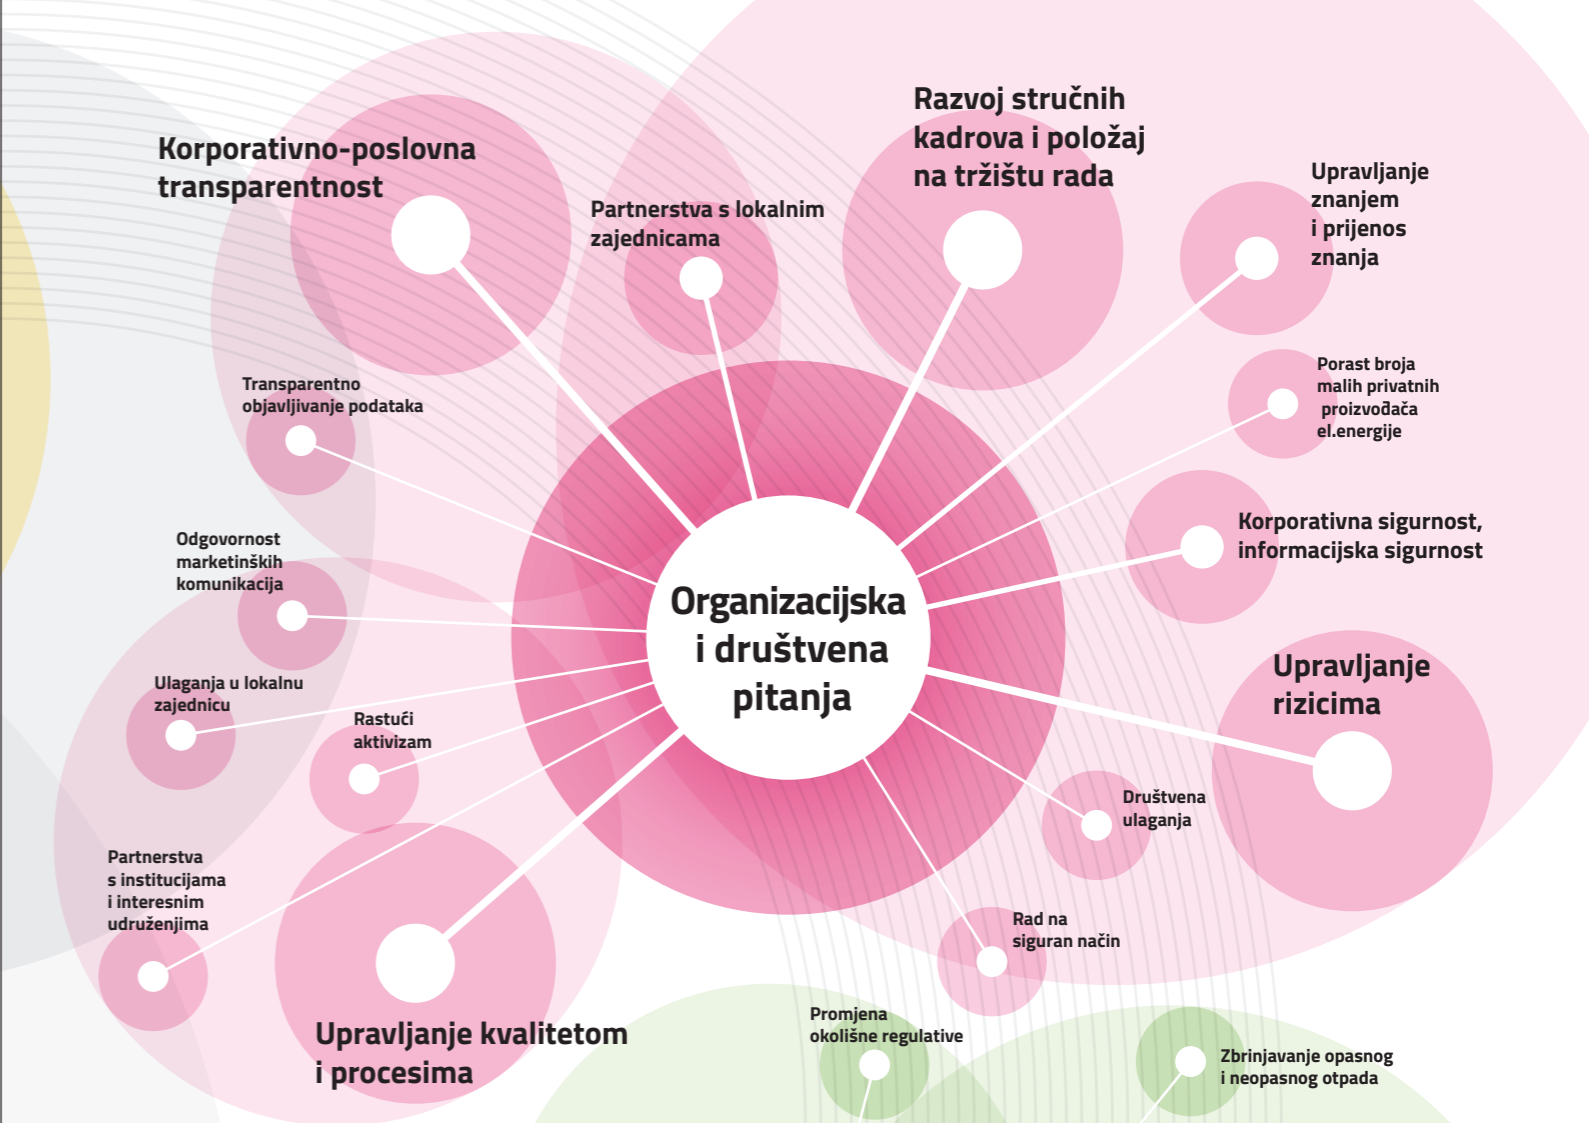 Korporativno-poslovna
transparentnost
Partnerstva s lokalnim
zajednicama
Razvoj stručnih
kadrova i položaj
na tržištu rada
Upravljanje
znanjem
i prijenos
znanja
Transparentno
objavljivanje podataka
Porast broja
malih privatnih
proizvođača
el.energije
Odgovornost
marketinških
komunikacija
Korporativna sigurnost,
informacijska sigurnost
Organizacijska
i društvena
pitanja
Ulaganja u lokalnu
zajednicu
Rastući
aktivizam
Upravljanje
rizicima
Društvena
ulaganja
Partnerstva
s institucijama
i interesnim
udruženjima
Rad na
siguran način
Upravljanje kvalitetom
i procesima
Promjena
okolišne regulative
Zbrinjavanje opasnog
i neopasnog otpada